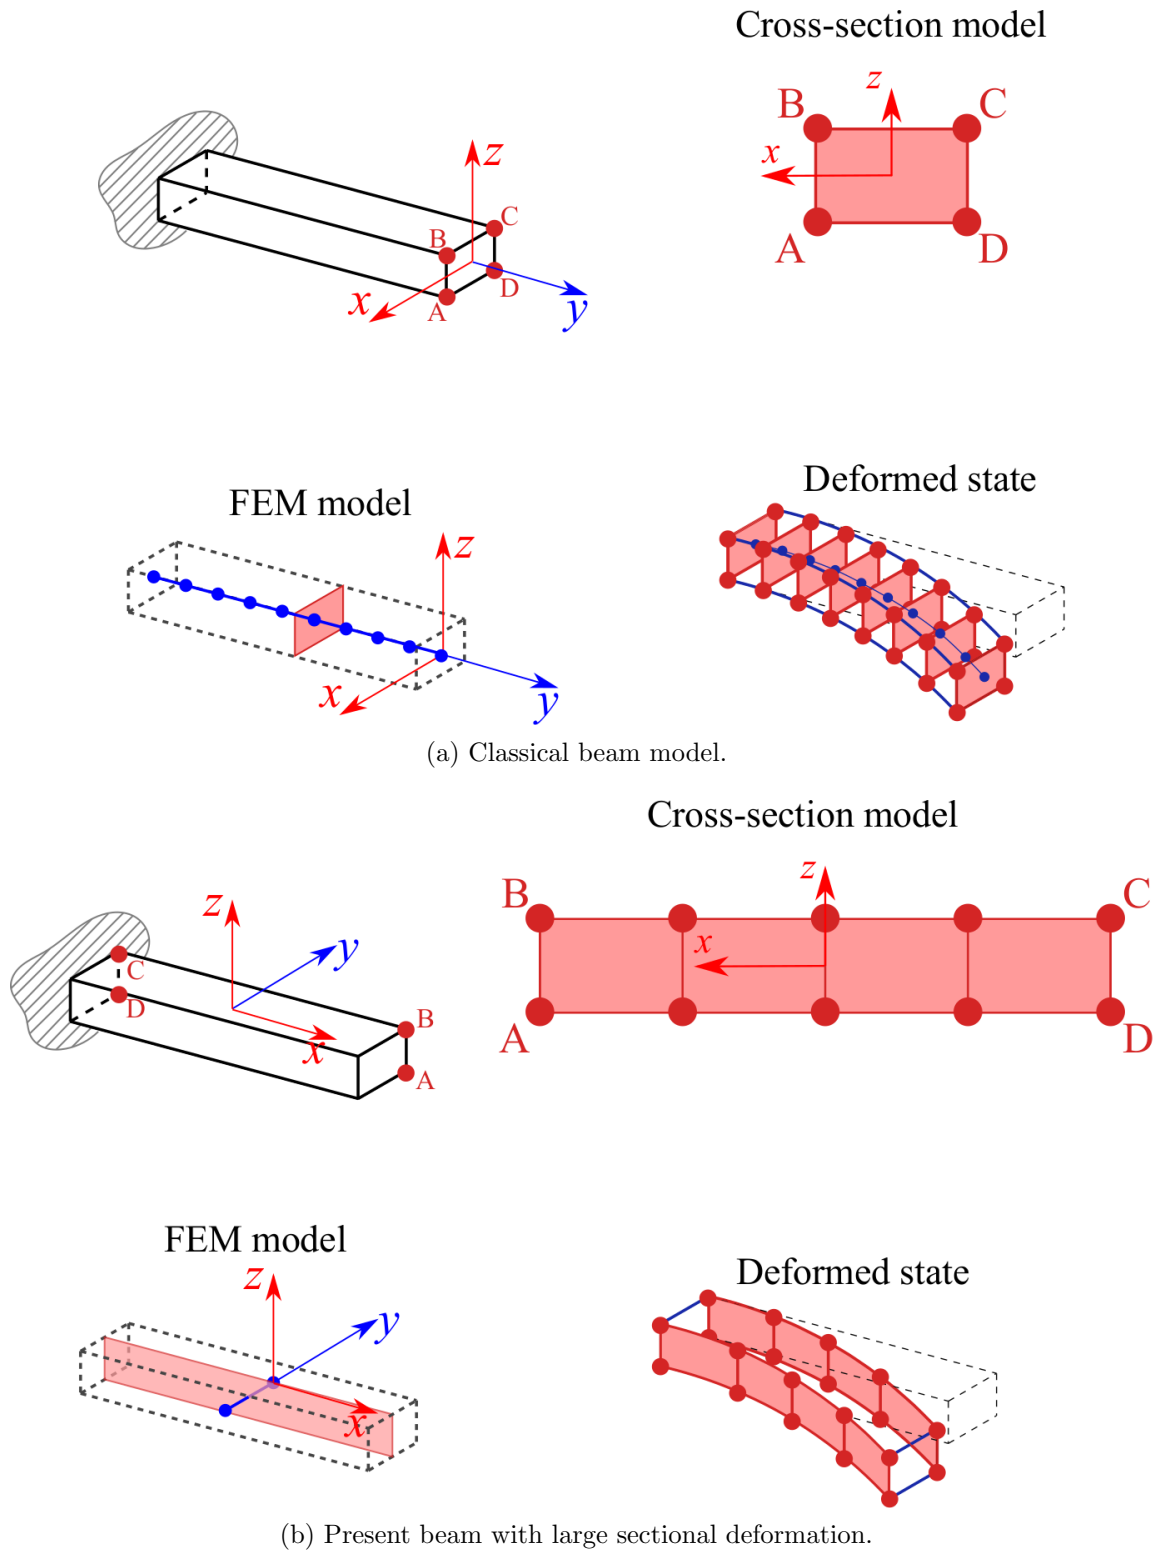 Cross-section model
z
B
C
x
A
D
z
C
B
D
x
A
y
FEM model
z
x
y
Deformed state
(a) Classical beam model.
Cross-section model
z
B
C
x
A
D
z
y
C
D
B
x
A
FEM model
z
y
x
Deformed state
(b) Present beam with large sectional deformation.